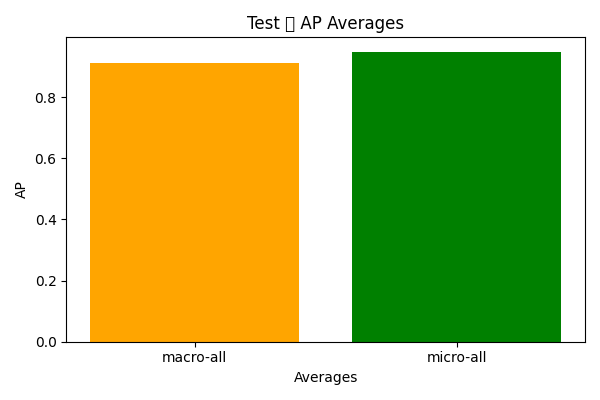 Test ▯ AP Averages
AP
0.8
0.6
0.4
0.2
0.0
macro-all
micro-all
Averages